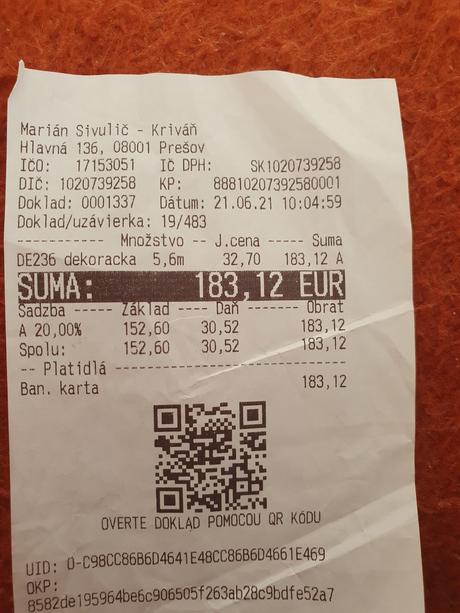 Marián Sivulič - Kriváň
Hlavná 136, 08001 Prešov
IČO: 17153051 IČ DPH: SK1020739258
DIČ: 1020739258 KP: 88810207392580001
Doklad: 0001337 Dátum: 21.06.21 10:04:59
Doklad/uzávierka: 19/483
----------- Množstvo -- J.cena ---- Suma
DE236 dekoracka 5,6m 32,70 183,12 A
SUMA: 183,12 EUR
Sadzba ----- Základ ---- Daň ----- Obrat
A 20,00% 152,60 30,52 183,12
Spolu: 152,60 30,52 183,12
-- Platidlá ----------------------------
Ban. karta 183,12
OVERTE DOKLAD POMOCOU QR KÓDU
UID: O-C98CC86B6D4641E48CC86B6D4661E469
OKP:
8582de195964be6c906505f263ab28c9bdfe52a7